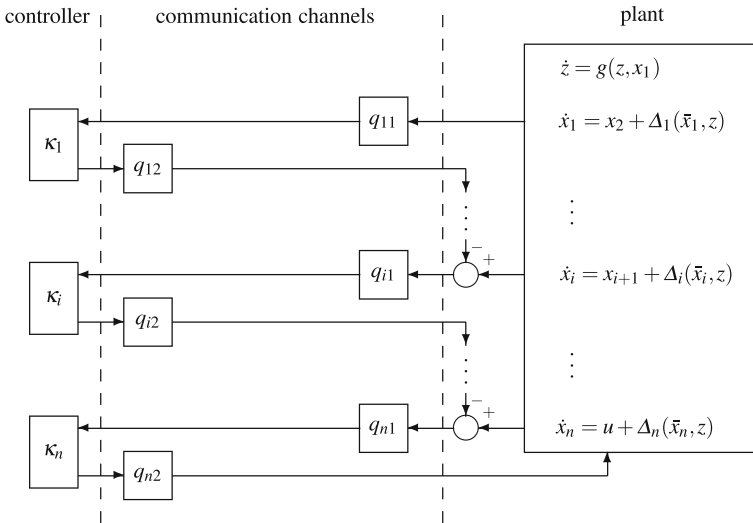 controller communication channels plant
ż = g(z,x₁)
q₁₁
ẋ₁ = x₂ + Δ₁(x̄₁,z)
κ₁
q₁₂
⋮
− +
κᵢ
qᵢ₁
ẋᵢ = xᵢ₊₁ + Δᵢ(x̄ᵢ,z)
qᵢ₂
⋮
− +
κₙ
qₙ₁
ẋₙ = u + Δₙ(x̄ₙ,z)
qₙ₂